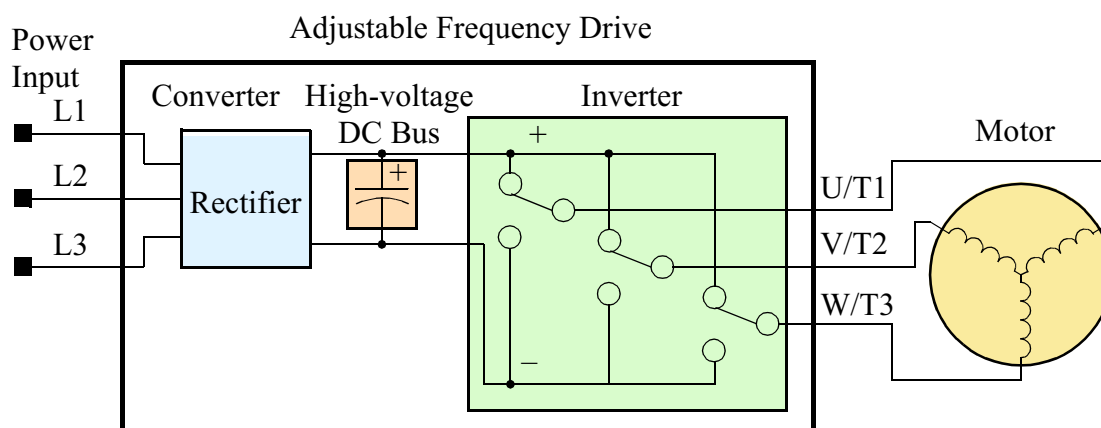 Adjustable Frequency Drive
Power
Input
Converter
High-voltage
DC Bus
Inverter
Motor
L1
L2
L3
Rectifier
+
+
−
U/T1
V/T2
W/T3